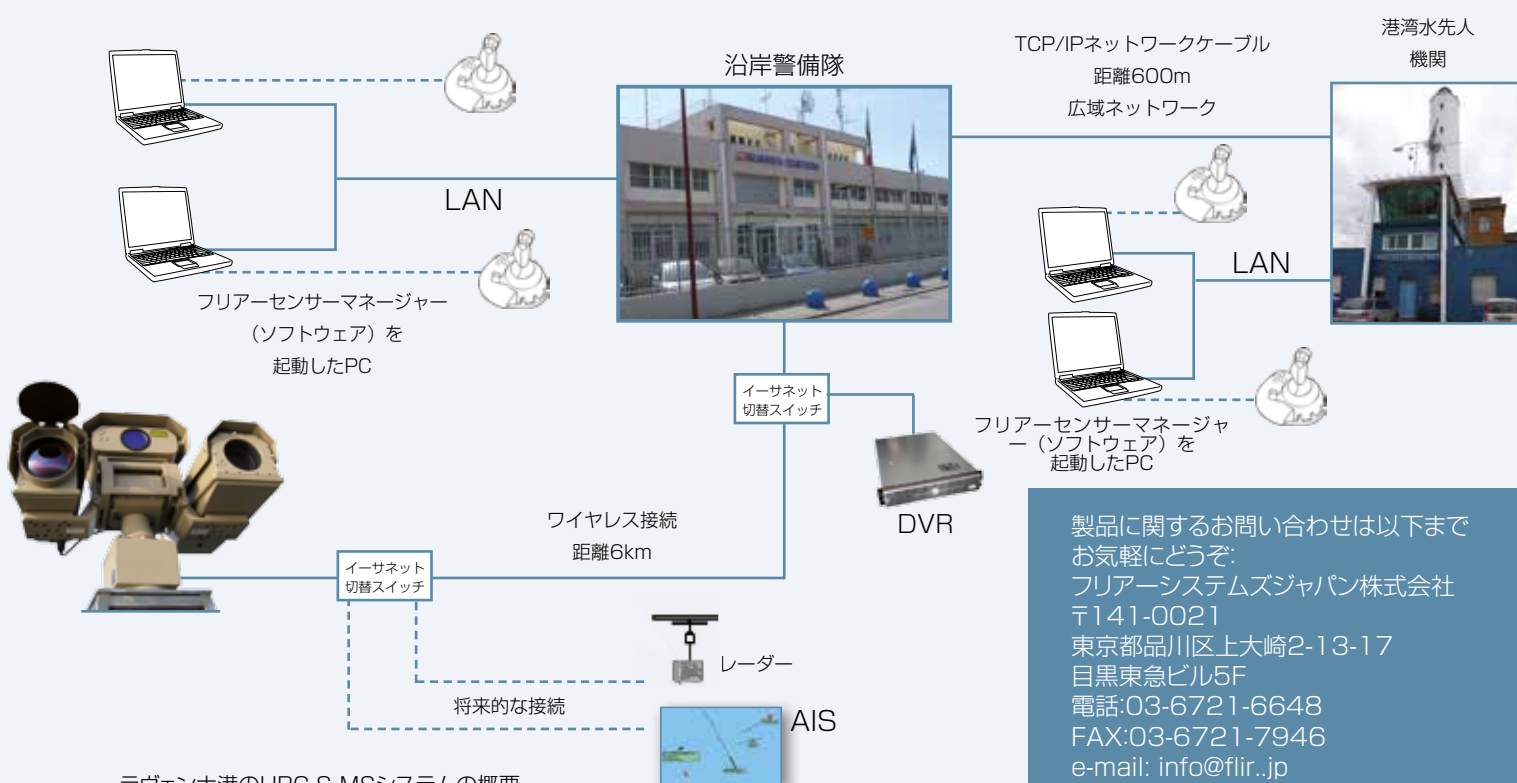 沿岸警備隊
TCP/IPネットワークケーブル
距離600m
広域ネットワーク
港湾水先人
機関
LAN
フリアーセンサーマネージャー
（ソフトウェア）を
起動したPC
LAN
フリアーセンサーマネージャ
ー（ソフトウェア）を
起動したPC
イーサネット
切替スイッチ
DVR
ワイヤレス接続
距離6km
イーサネット
切替スイッチ
レーダー
将来的な接続
AIS
製品に関するお問い合わせは以下まで
お気軽にどうぞ:
フリアーシステムズジャパン株式会社
〒141-0021
東京都品川区上大崎2-13-17
目黒東急ビル5F
電話:03-6721-6648
FAX:03-6721-7946
e-mail: info@flir..jp